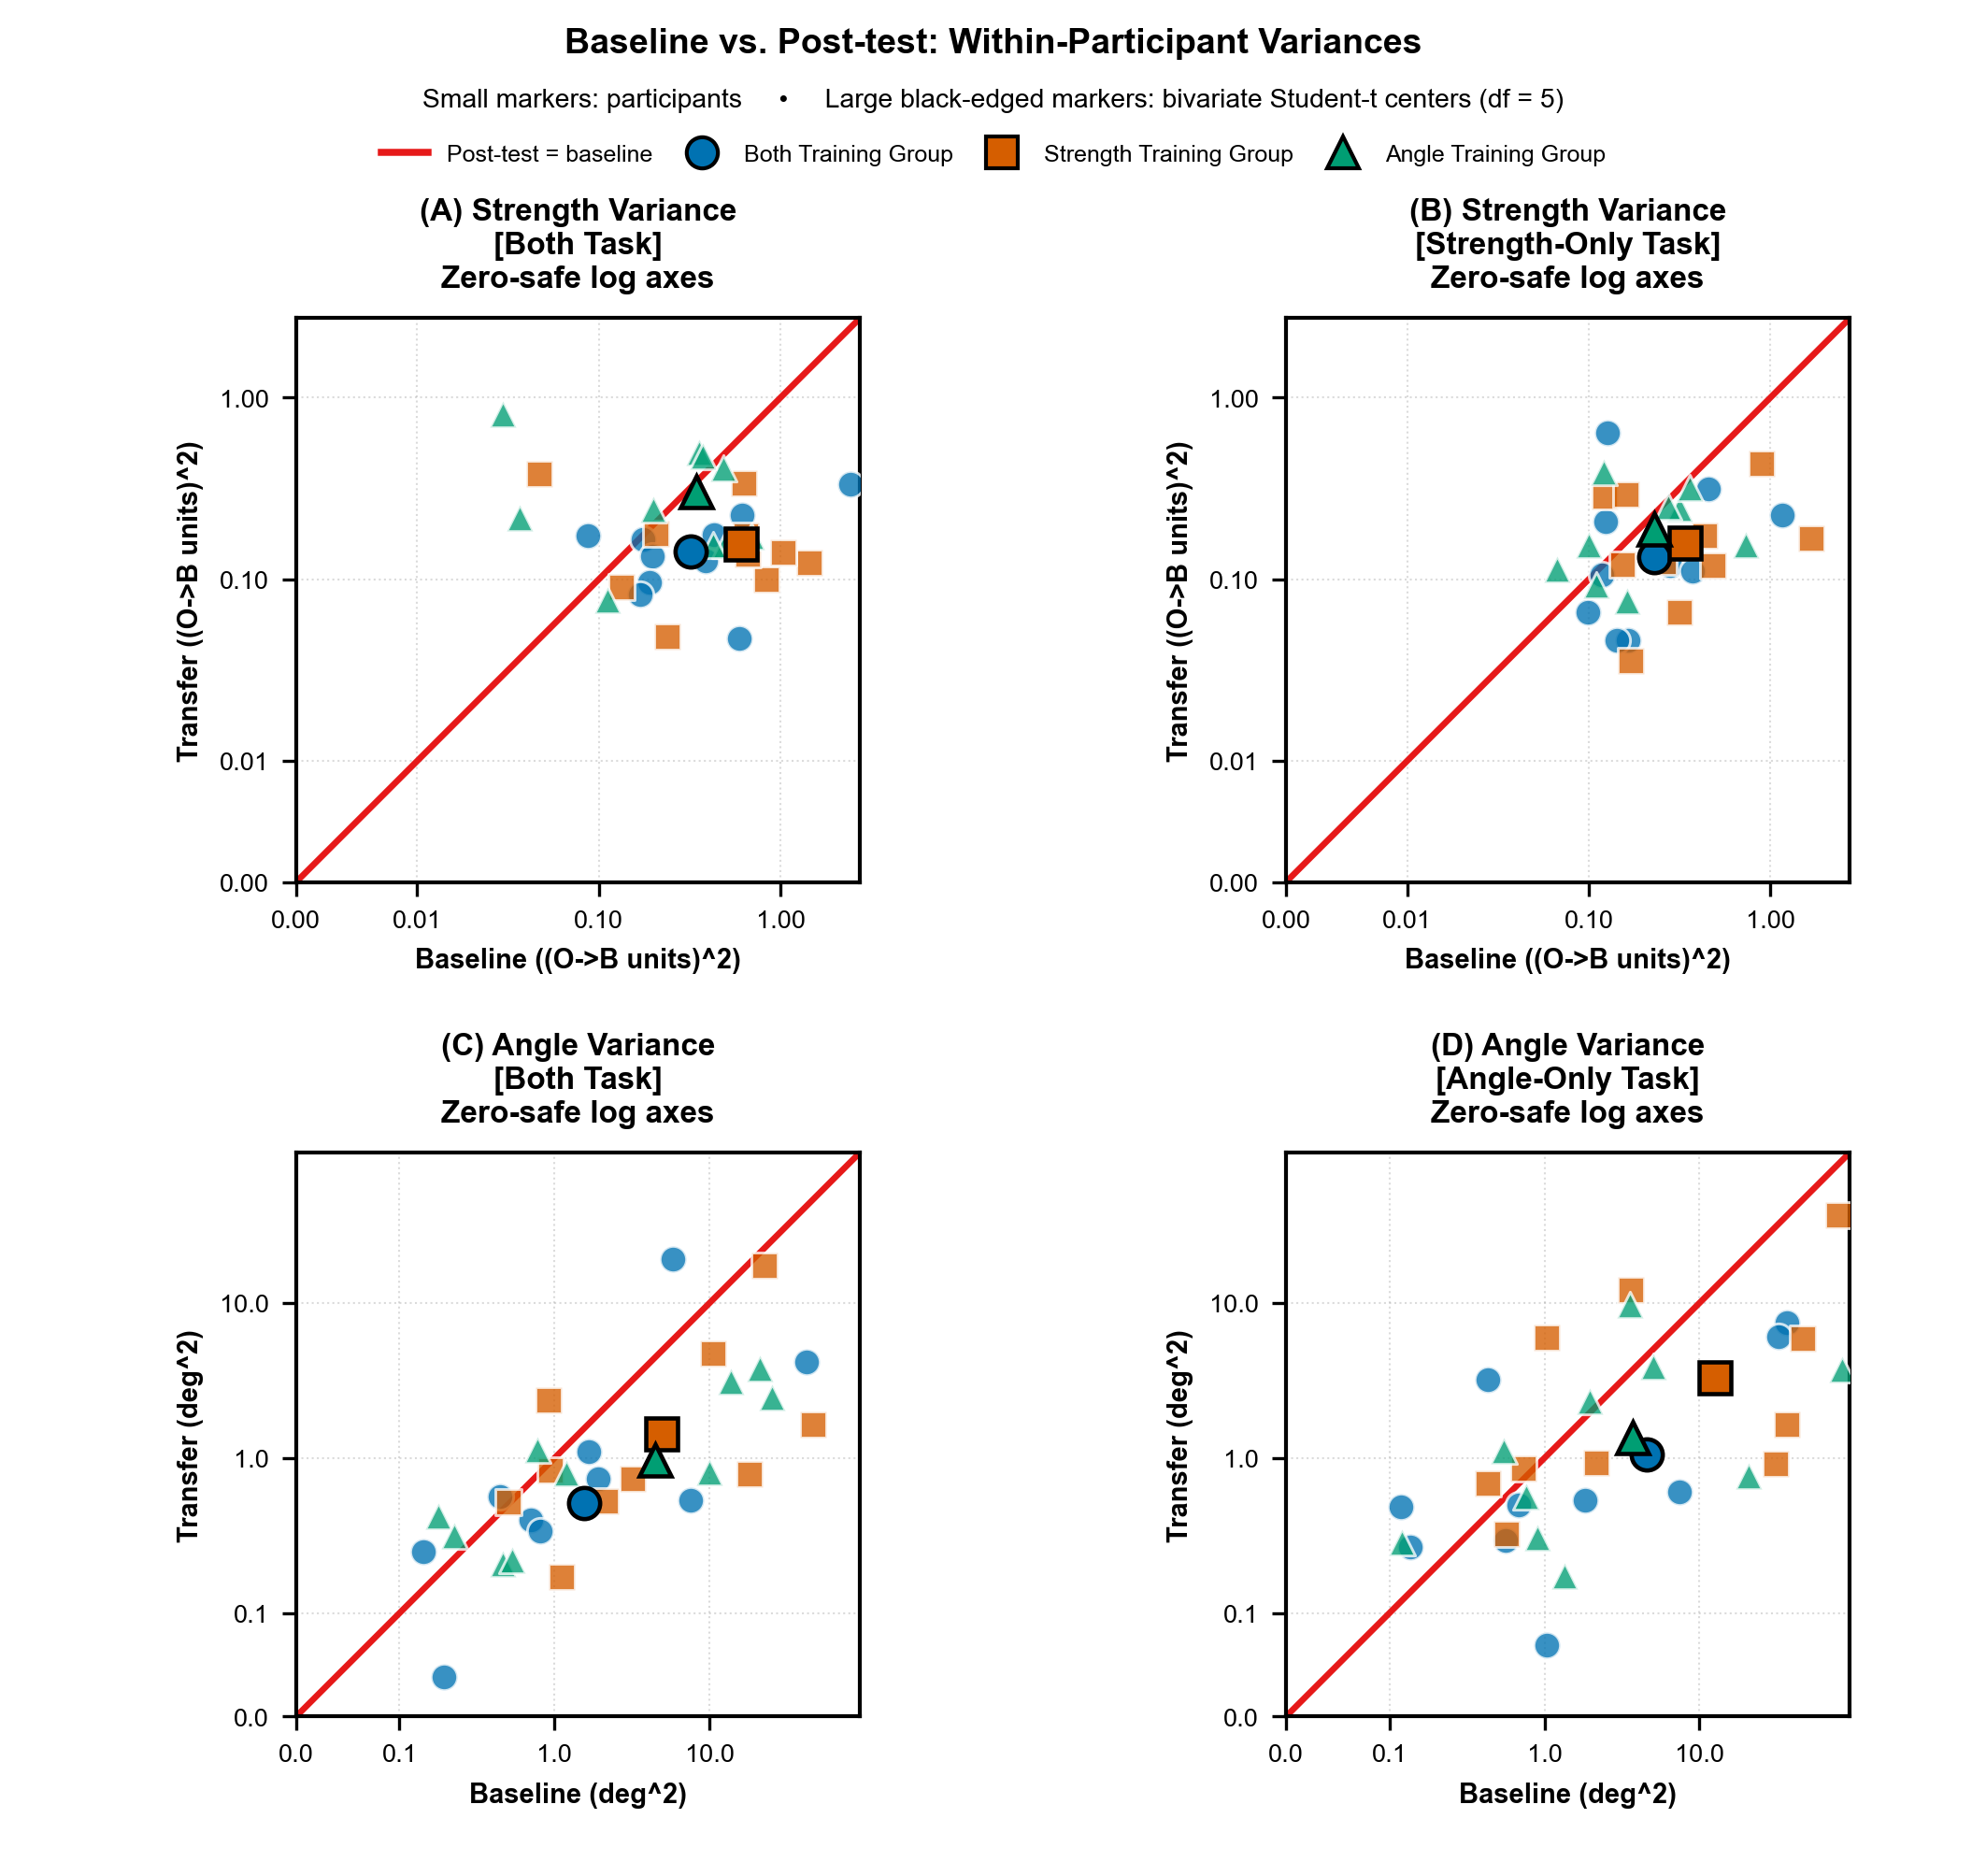 Baseline vs. Post-test: Within-Participant Variances
Small markers: participants • Large black-edged markers: bivariate Student-t centers (df = 5)
Post-test = baseline Both Training Group Strength Training Group Angle Training Group
(A) Strength Variance
[Both Task]
Zero-safe log axes
1.00
0.10
0.01
0.00
Transfer ((O->B units)^2)
0.00 0.01 0.10 1.00
Baseline ((O->B units)^2)
(B) Strength Variance
[Strength-Only Task]
Zero-safe log axes
1.00
0.10
0.01
0.00
Transfer ((O->B units)^2)
0.00 0.01 0.10 1.00
Baseline ((O->B units)^2)
(C) Angle Variance
[Both Task]
Zero-safe log axes
10.0
1.0
0.1
0.0
Transfer (deg^2)
0.0 0.1 1.0 10.0
Baseline (deg^2)
(D) Angle Variance
[Angle-Only Task]
Zero-safe log axes
10.0
1.0
0.1
0.0
Transfer (deg^2)
0.0 0.1 1.0 10.0
Baseline (deg^2)